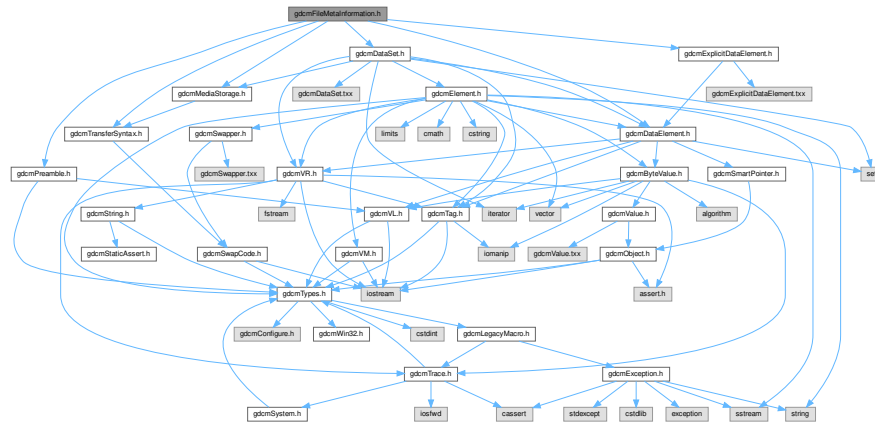 gdcmFileMetaInformation.h
gdcmDataSet.h
gdcmExplicitDataElement.h
gdcmMediaStorage.h
gdcmDataSet.txx
gdcmElement.h
gdcmExplicitDataElement.txx
gdcmTransferSyntax.h
gdcmSwapper.h
limits
cmath
cstring
gdcmDataElement.h
gdcmPreamble.h
gdcmSwapper.txx
gdcmVR.h
gdcmByteValue.h
gdcmSmartPointer.h
set
gdcmString.h
fstream
gdcmVL.h
gdcmTag.h
iterator
vector
gdcmValue.h
algorithm
gdcmStaticAssert.h
gdcmSwapCode.h
gdcmVM.h
iomanip
gdcmValue.txx
gdcmObject.h
gdcmTypes.h
iostream
assert.h
gdcmConfigure.h
gdcmWin32.h
cstdint
gdcmLegacyMacro.h
gdcmTrace.h
gdcmException.h
gdcmSystem.h
iosfwd
cassert
stdexcept
cstdlib
exception
sstream
string